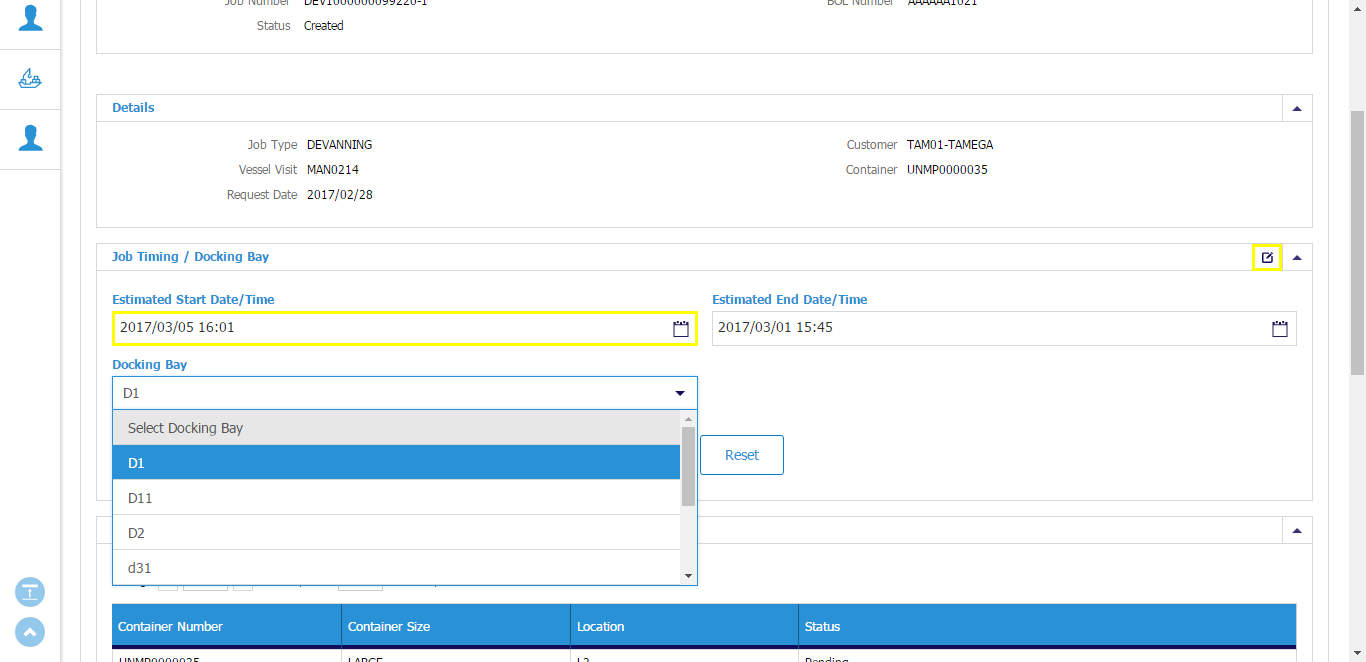 Job Number DEV1000000099220-1 BOL Number AAAAAA1021
Status Created
Details
Job Type DEVANNING Customer TAM01-TAMEGA
Vessel Visit MAN0214 Container UNMP0000035
Request Date 2017/02/28
Job Timing / Docking Bay
Estimated Start Date/Time Estimated End Date/Time
2017/03/05 16:01 2017/03/01 15:45
Docking Bay
D1
Select Docking Bay
D1
Reset
D11
D2
d31
Container Number Container Size Location Status
UNMP0000035 LARGE L2 Pending